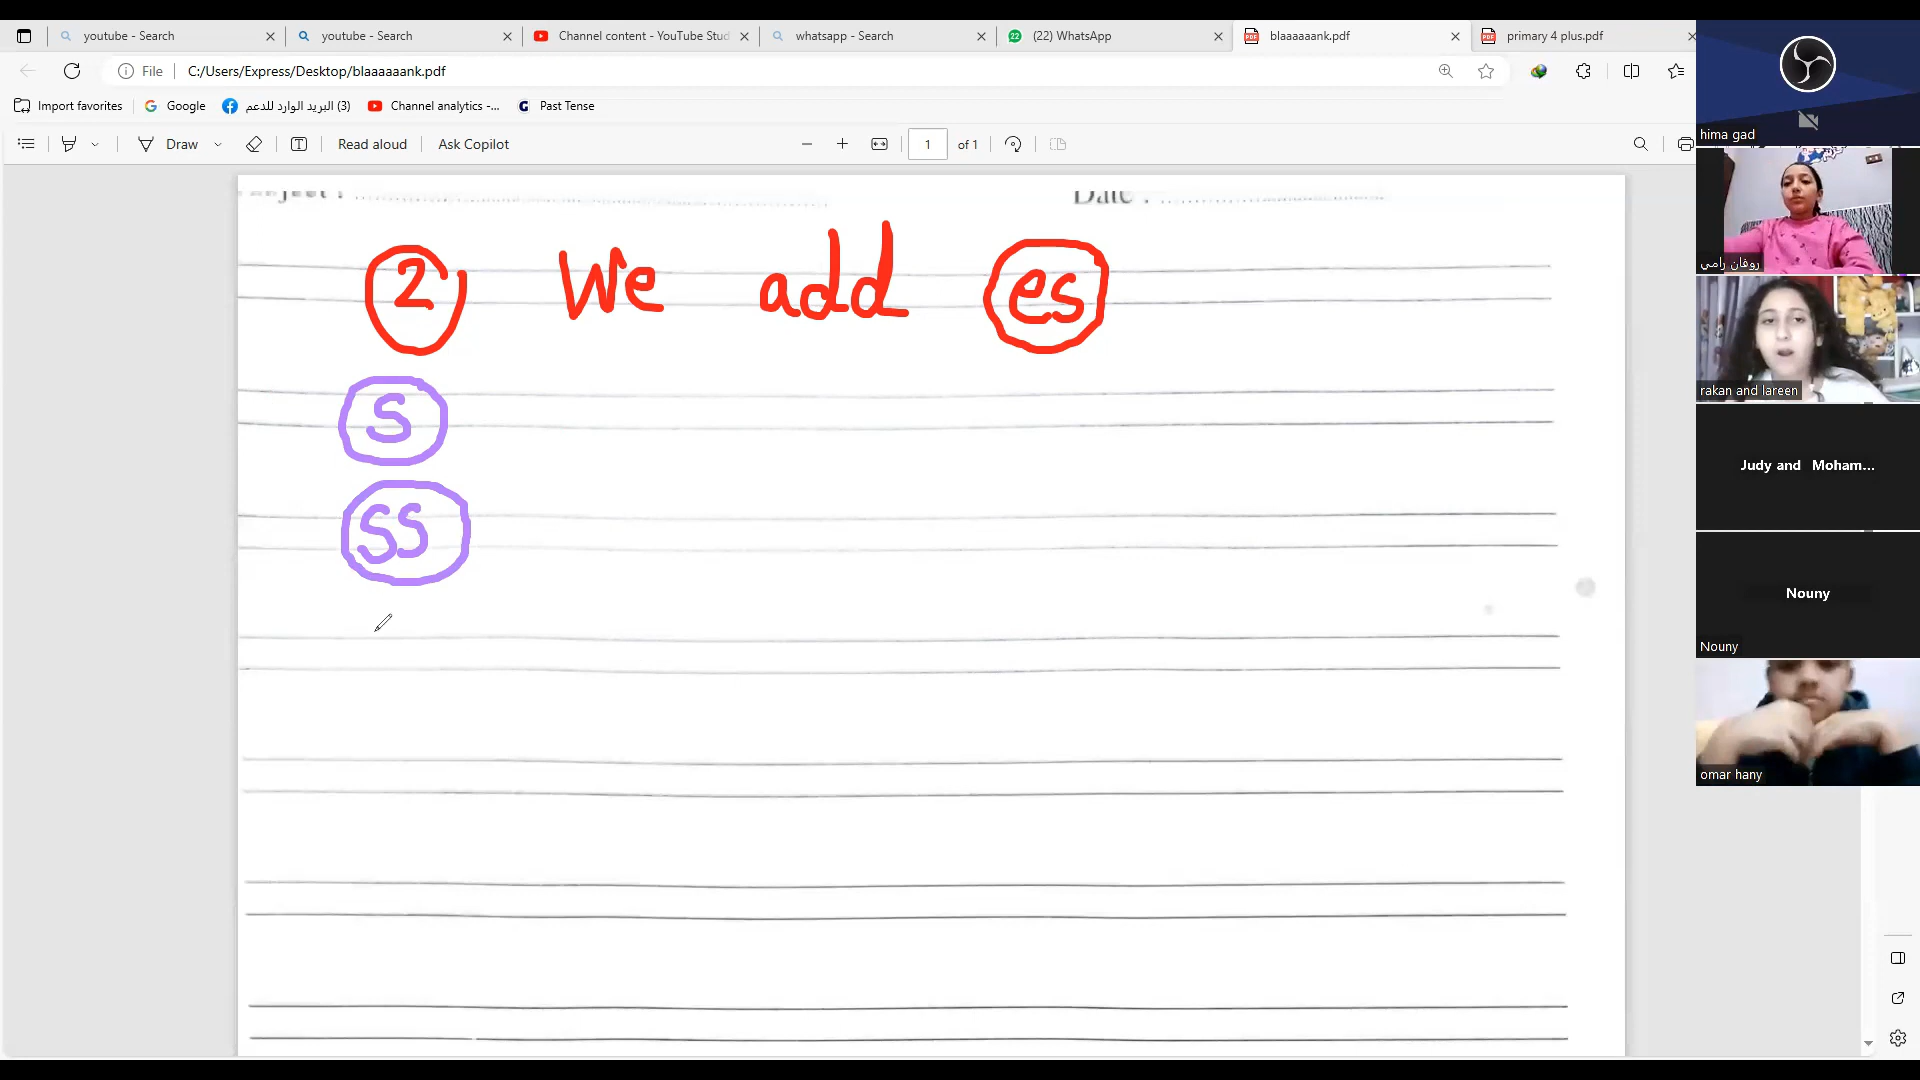 youtube - Search
youtube - Search
Channel content - YouTube Stud
whatsapp - Search
(22) WhatsApp
blaaaaaank.pdf
primary 4 plus.pdf
File
C:/Users/Express/Desktop/blaaaaaank.pdf
Import favorites
Google
البريد الوارد للدعم (3)
Channel analytics -...
Past Tense
Draw
Read aloud
Ask Copilot
1 of 1
Date :
2 We add es
S
SS
hima gad
روفان رامي
rakan and lareen
Judy and Moham...
Nouny
Nouny
omar hany